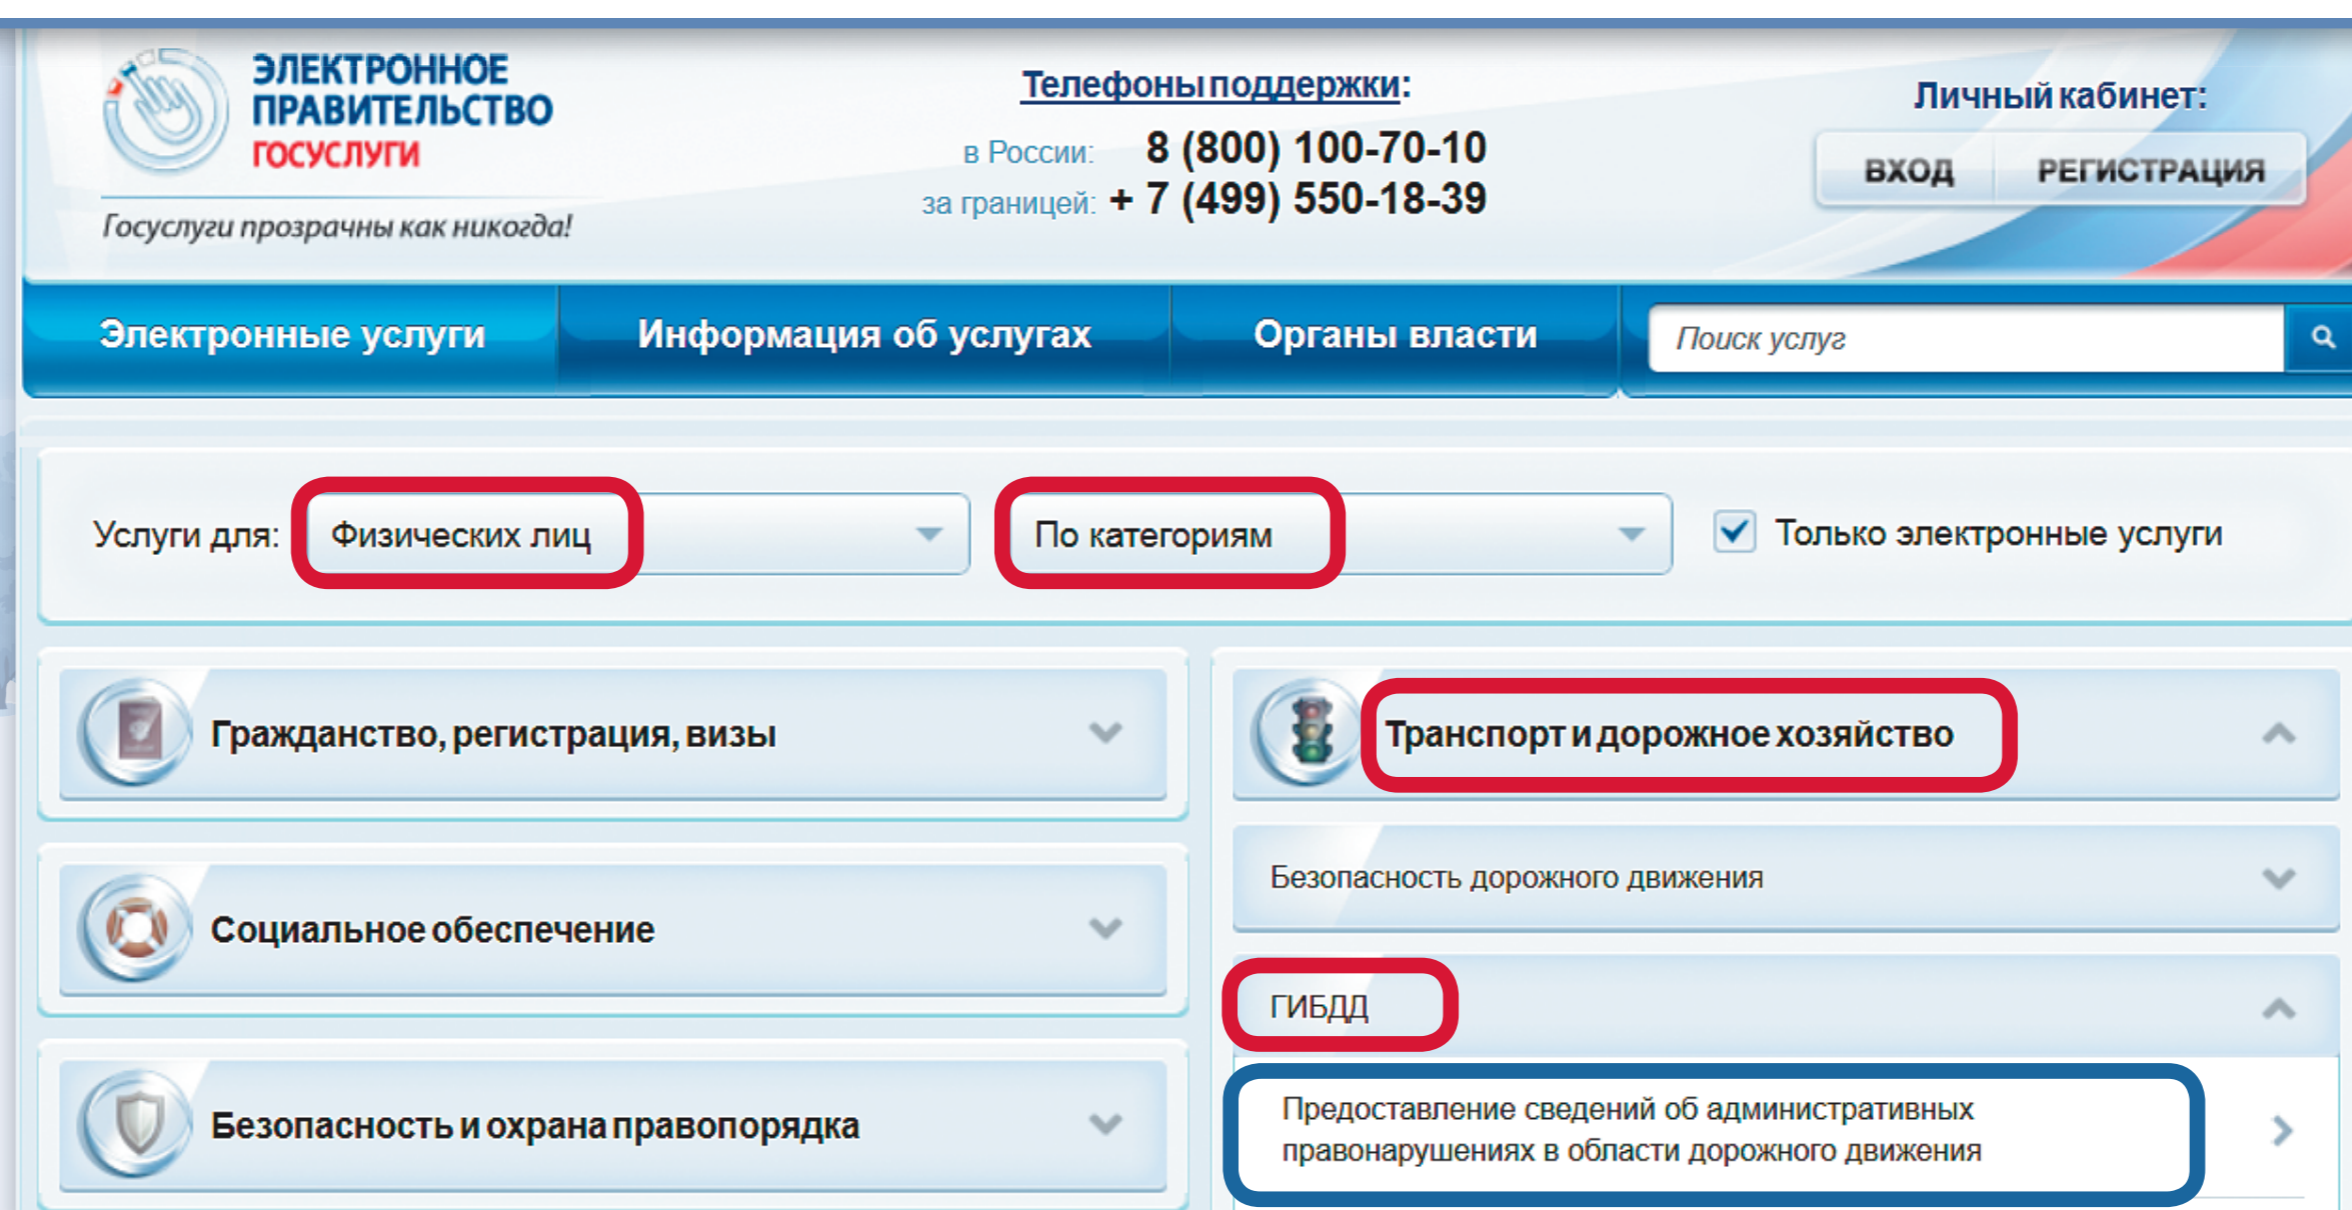 ЭЛЕКТРОННОЕ
ПРАВИТЕЛЬСТВО
ГОСУСЛУГИ
Госуслуги прозрачны как никогда!
Телефоны поддержки:
в России: 8 (800) 100-70-10
за границей: + 7 (499) 550-18-39
Личный кабинет:
ВХОД РЕГИСТРАЦИЯ
Электронные услуги Информация об услугах Органы власти Поиск услуг
Услуги для: Физических лиц По категориям Только электронные услуги
Гражданство, регистрация, визы
Социальное обеспечение
Безопасность и охрана правопорядка
Транспорт и дорожное хозяйство
Безопасность дорожного движения
ГИБДД
Предоставление сведений об административных
правонарушениях в области дорожного движения